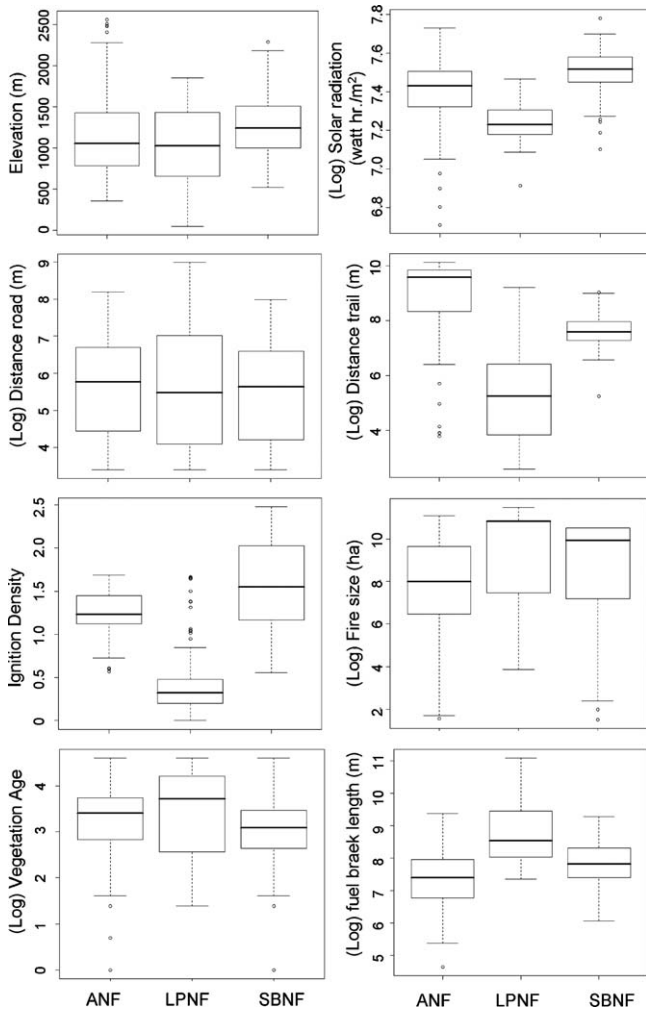 Elevation (m)
0 500 1000 1500 2000 2500
(Log) Solar radiation
(watt hr./m²)
6.8 7.0 7.2 7.4 7.6 7.8
(Log) Distance road (m)
4 5 6 7 8 9
(Log) Distance trail (m)
4 6 8 10
Ignition Density
0 0.5 1.0 1.5 2.0 2.5
(Log) Fire size (ha)
2 4 6 8 10
(Log) Vegetation Age
0 1 2 3 4
(Log) fuel braek length (m)
5 6 7 8 9 10 11
ANF LPNF SBNF
ANF LPNF SBNF